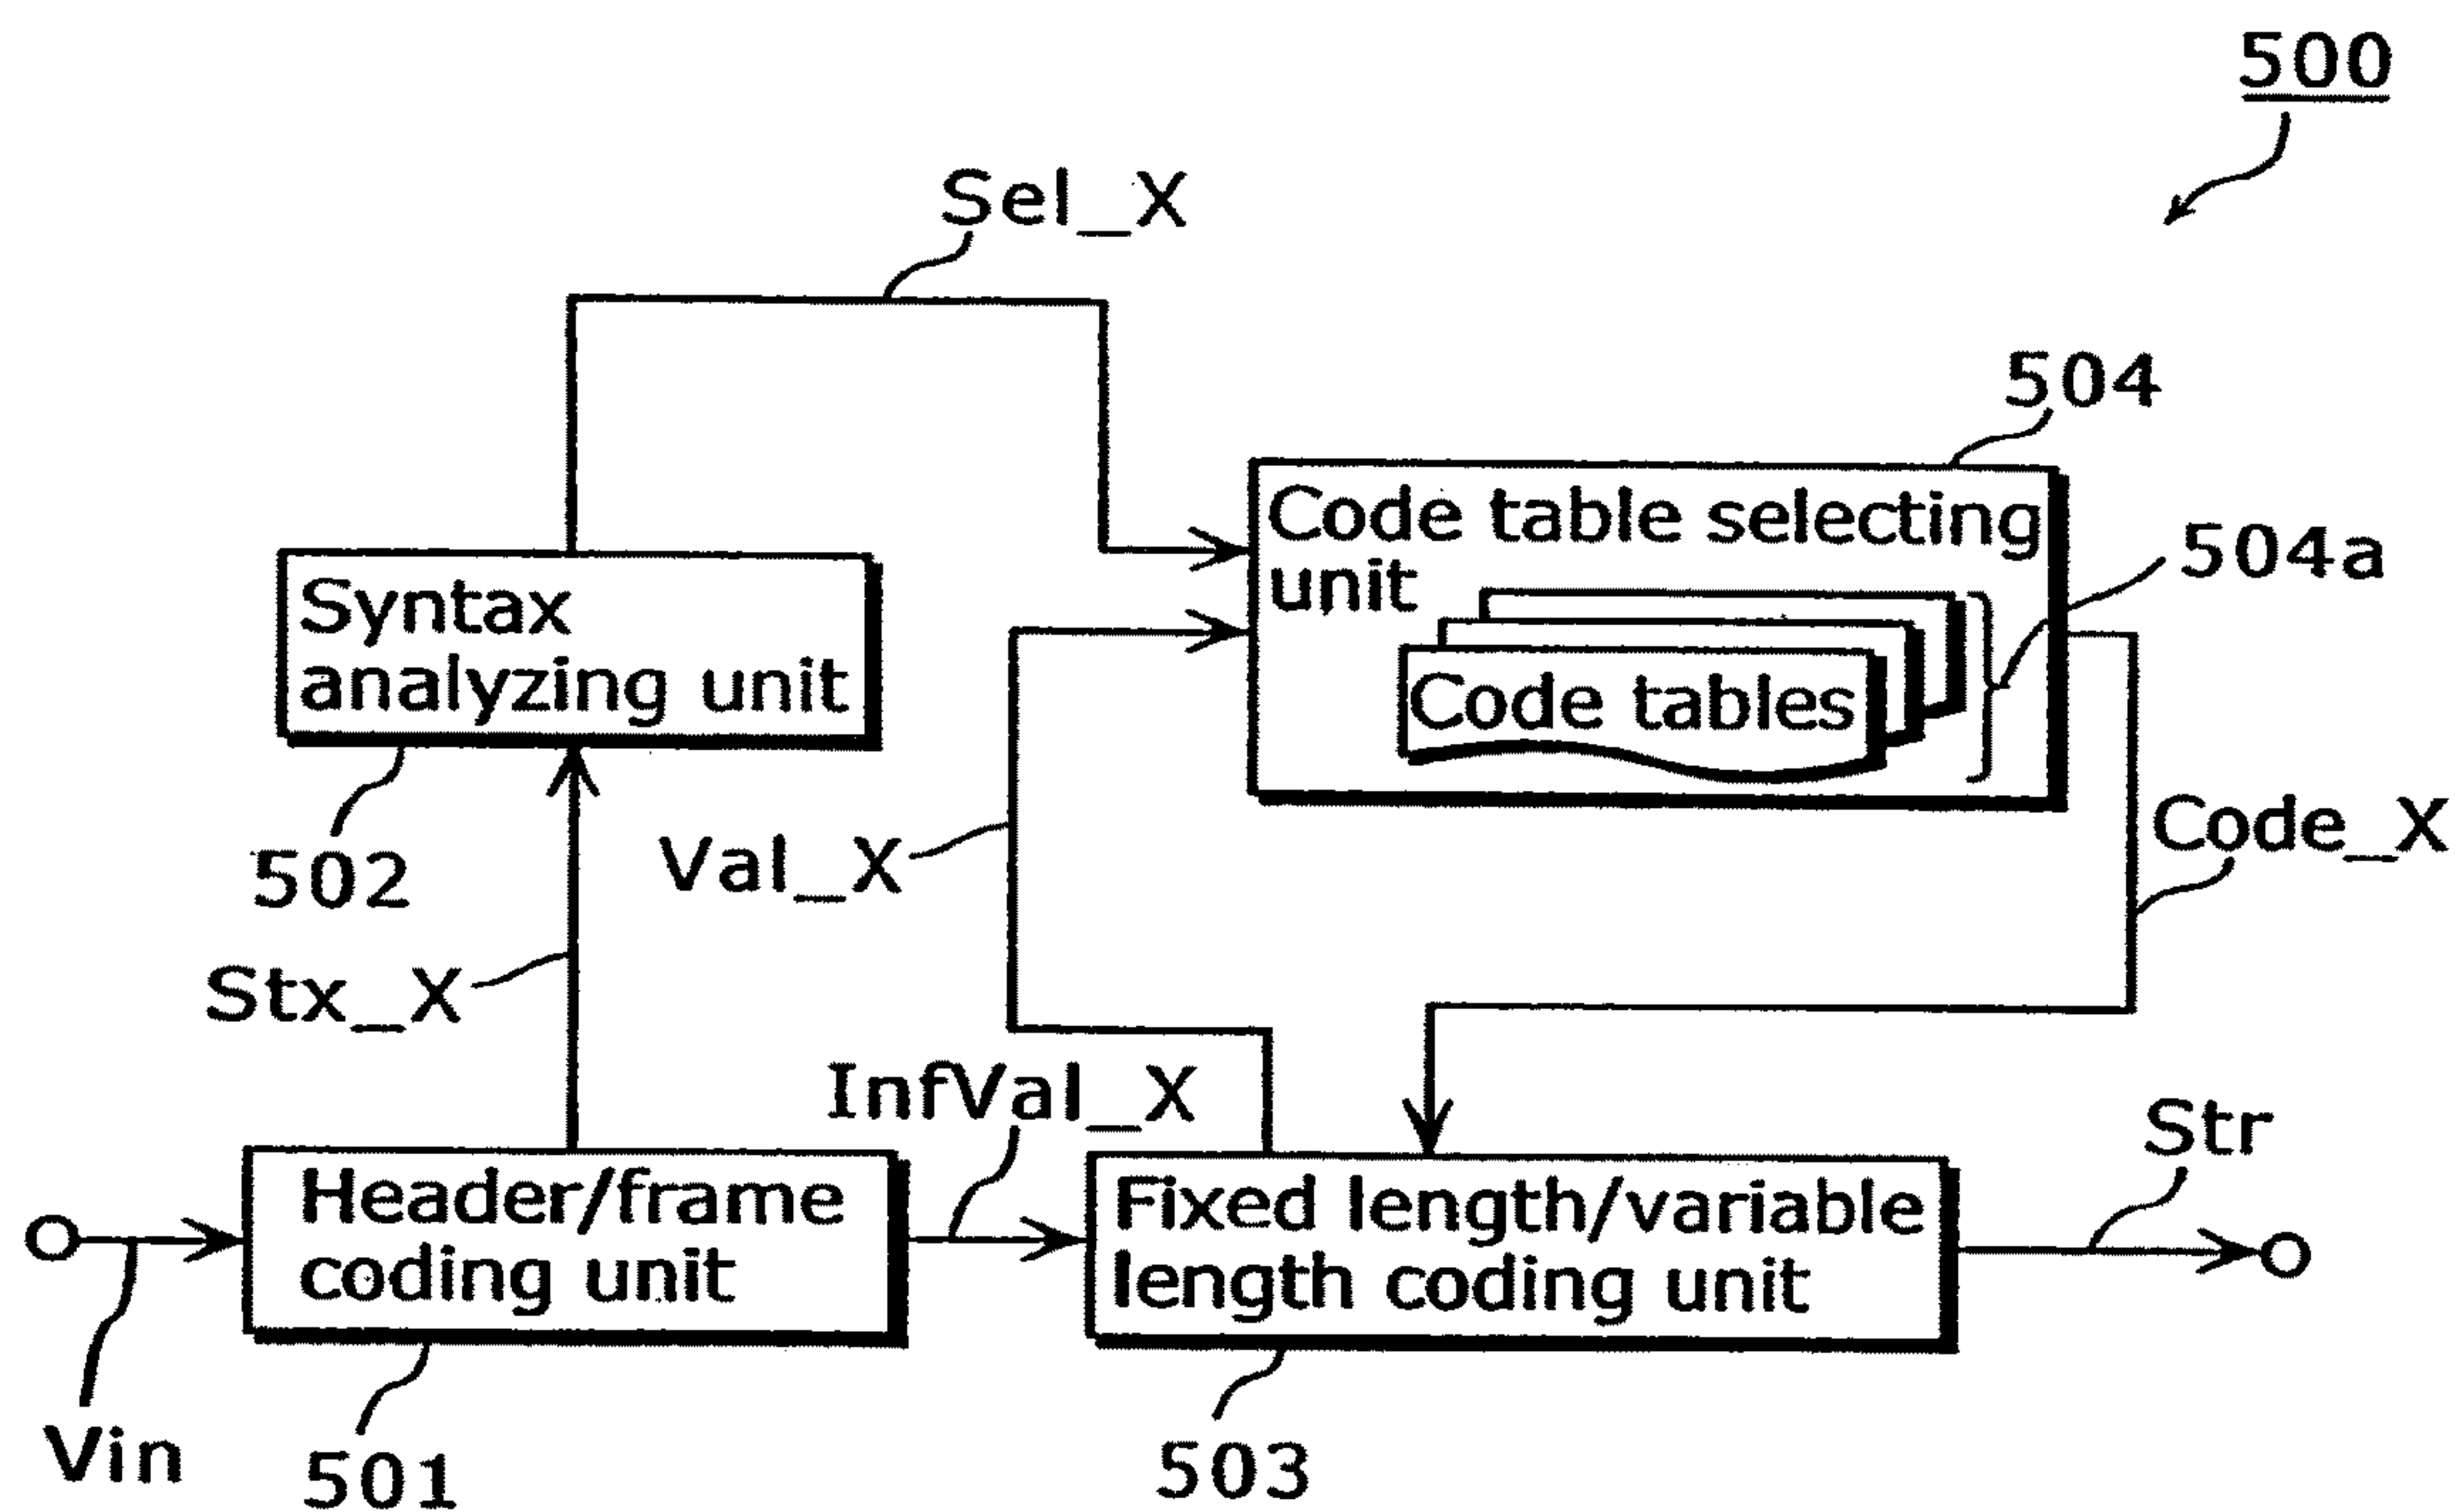 500
Sel_X
504
Code table selecting
unit
504a
Syntax
analyzing unit
Code tables
502
Val_X
Code_X
Stx_X
InfVal_X
Str
Header/frame
coding unit
Fixed length/variable
length coding unit
Vin
501
503